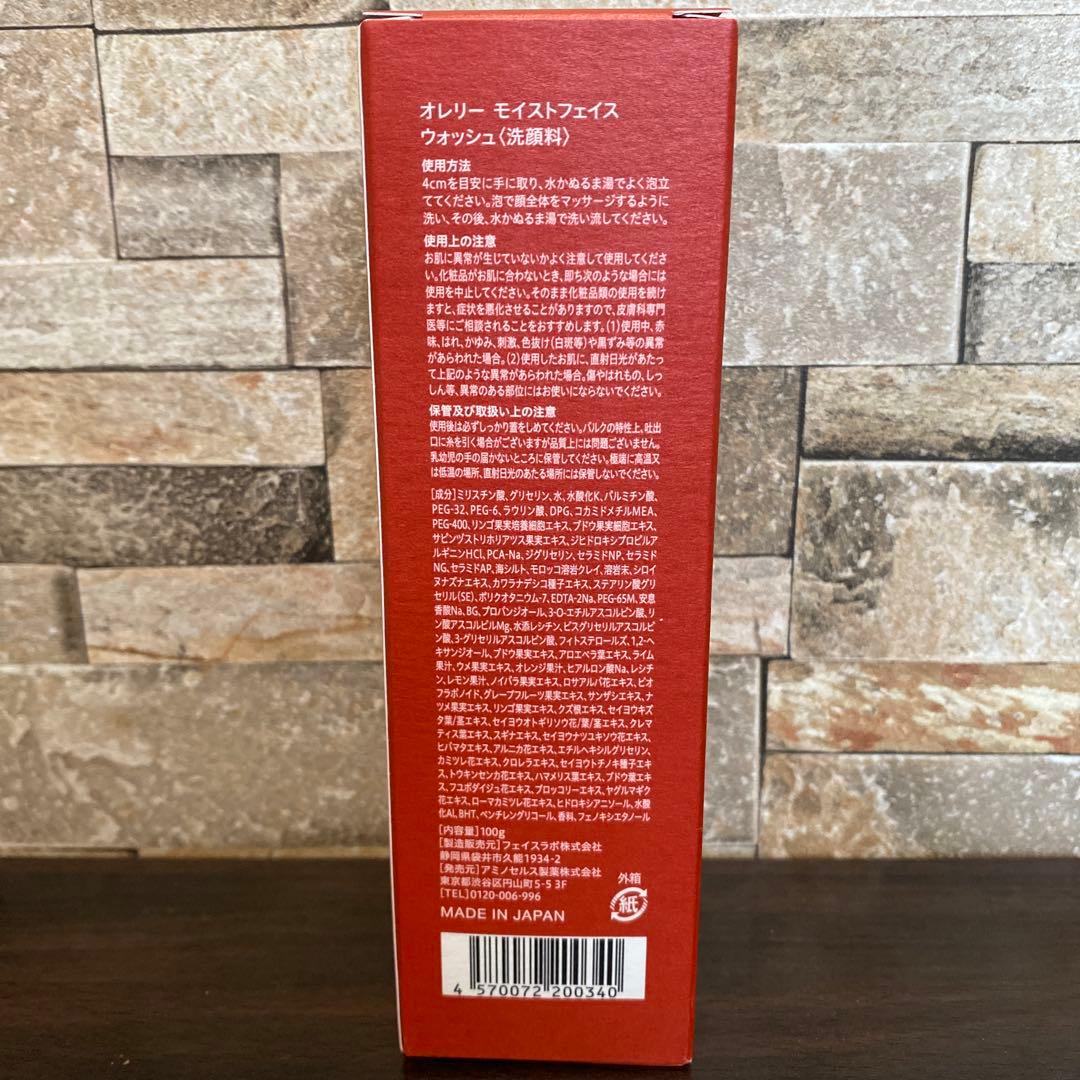 オレリー モイストフェイス
ウォッシュ〈洗顔料〉
使用方法
4cmを目安に手に取り、水かぬるま湯でよく泡立
ててください。泡で顔全体をマッサージするように
洗い、その後、水かぬるま湯で洗い流してください。
使用上の注意
お肌に異常が生じていないかよく注意して使用してくださ
い。化粧品がお肌に合わないとき、即ち次のような場合には
使用を中止してください。そのまま化粧品類の使用を続け
ますと、症状を悪化させることがありますので、皮膚科専門
医等にご相談されることをおすすめします。(1)使用中、赤
味、はれ、かゆみ、刺激、色抜け(白斑等)や黒ずみ等の異常
があらわれた場合。(2)使用したお肌に、直射日光があたっ
て上記のような異常があらわれた場合。傷やはれもの、しっ
しん等、異常のある部位にはお使いにならないでください。
保管及び取扱い上の注意
使用後は必ずしっかり蓋をしめてください。バルクの特性上、吐出
口に糸を引く場合がございますが品質上には問題ございません。
乳幼児の手の届かないところに保管してください。極端に高温又
は低温の場所、直射日光のあたる場所には保管しないでください。
[成分]ミリスチン酸、グリセリン、水、水酸化K、パルミチン酸、
PEG-32、PEG-6、ラウリン酸、DPG、コカミドメチルMEA、
PEG-400、リンゴ果実培養細胞エキス、ブドウ果実細胞エキス、
サピンヅストリホリアツス果実エキス、ジヒドロキシプロピルア
ルギニンHCl、PCA-Na、ジグリセリン、セラミドNP、セラミド
NG、セラミドAP、海シルト、モロッコ溶岩クレイ、溶岩末、シロイ
ヌナズナエキス、カワラナデシコ種子エキス、ステアリン酸グリ
セリル(SE)、ポリクオタニウム-7、EDTA-2Na、PEG-65M、安息
香酸Na、BG、プロパンジオール、3-O-エチルアスコルビン酸、リ
ン酸アスコルビルMg、水添レシチン、ビスグリセリルアスコルビ
ン酸、3-グリセリルアスコルビン酸、フィトステロールズ、1,2-ヘ
キサンジオール、ブドウ果実エキス、アロエベラ葉エキス、ライム
果汁、ウメ果実エキス、オレンジ果汁、ヒアルロン酸Na、レシチ
ン、レモン果汁、ノイバラ果実エキス、ロサアルバ花エキス、ビオ
フラボノイド、グレープフルーツ果実エキス、サンザシエキス、ナ
ツメ果実エキス、リンゴ果実エキス、クズ根エキス、セイヨウキズ
タ葉/茎エキス、セイヨウオトギリソウ花/葉/茎エキス、クレマ
ティス葉エキス、スギナエキス、セイヨウナツユキソウ花エキス、
ヒバマタエキス、アルニカ花エキス、エチルヘキシルグリセリン、
カミツレ花エキス、クロレラエキス、セイヨウトチノキ種子エキ
ス、トウキンセンカ花エキス、ハマメリス葉エキス、ブドウ葉エキ
ス、フユボダイジュ花エキス、ブロッコリーエキス、ヤグルマギク
花エキス、ローマカミツレ花エキス、ヒドロキシアニソール、水酸
化Al、BHT、ペンチレングリコール、香料、フェノキシエタノール
[内容量]100g
[製造販売元]フェイスラボ株式会社
静岡県袋井市久能1934-2
[発売元]アミノセルス製薬株式会社
東京都渋谷区円山町5-5 3F
[TEL]0120-006-996
MADE IN JAPAN
外箱
紙
4 570072 200340